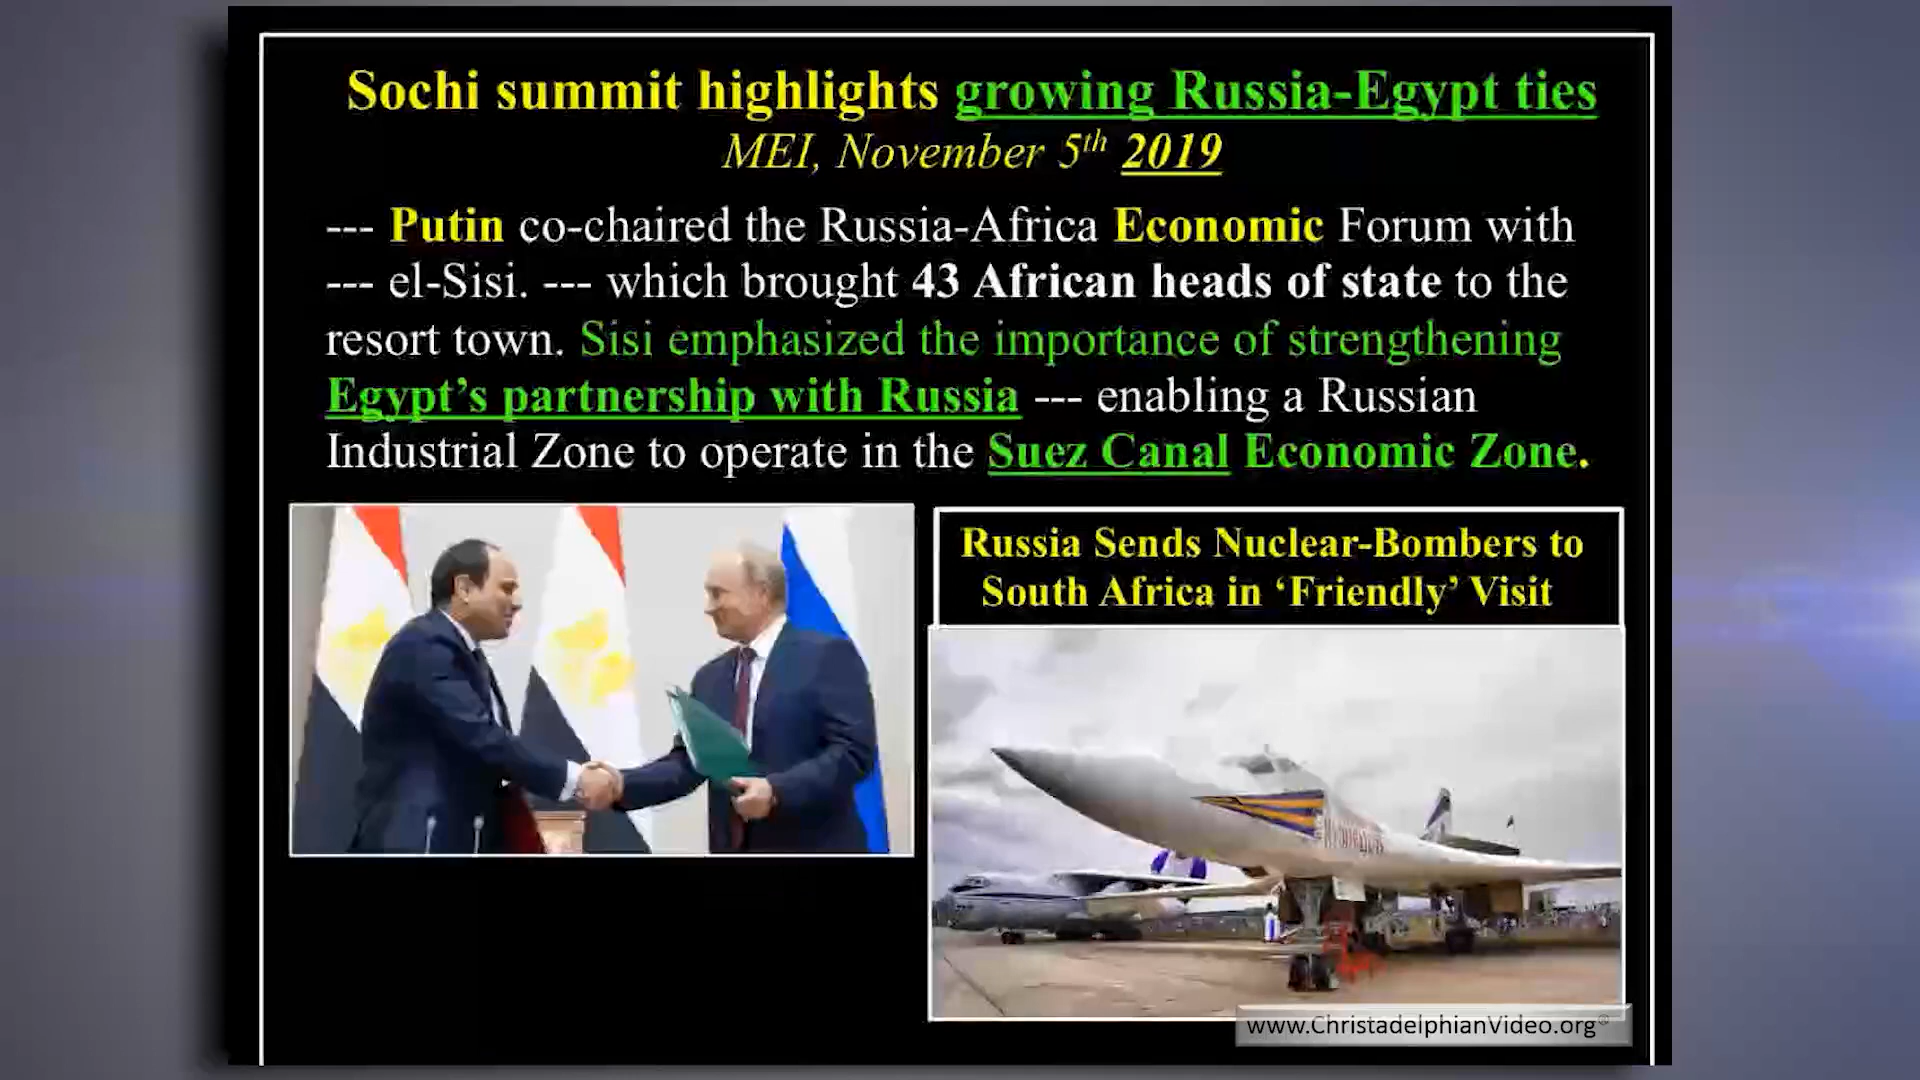 Sochi summit highlights growing Russia-Egypt ties
MEI, November 5th 2019
--- Putin co-chaired the Russia-Africa Economic Forum with
--- el-Sisi. --- which brought 43 African heads of state to the
resort town. Sisi emphasized the importance of strengthening
Egypt’s partnership with Russia --- enabling a Russian
Industrial Zone to operate in the Suez Canal Economic Zone.
Russia Sends Nuclear-Bombers to
South Africa in ‘Friendly’ Visit
www.ChristadelphianVideo.org®